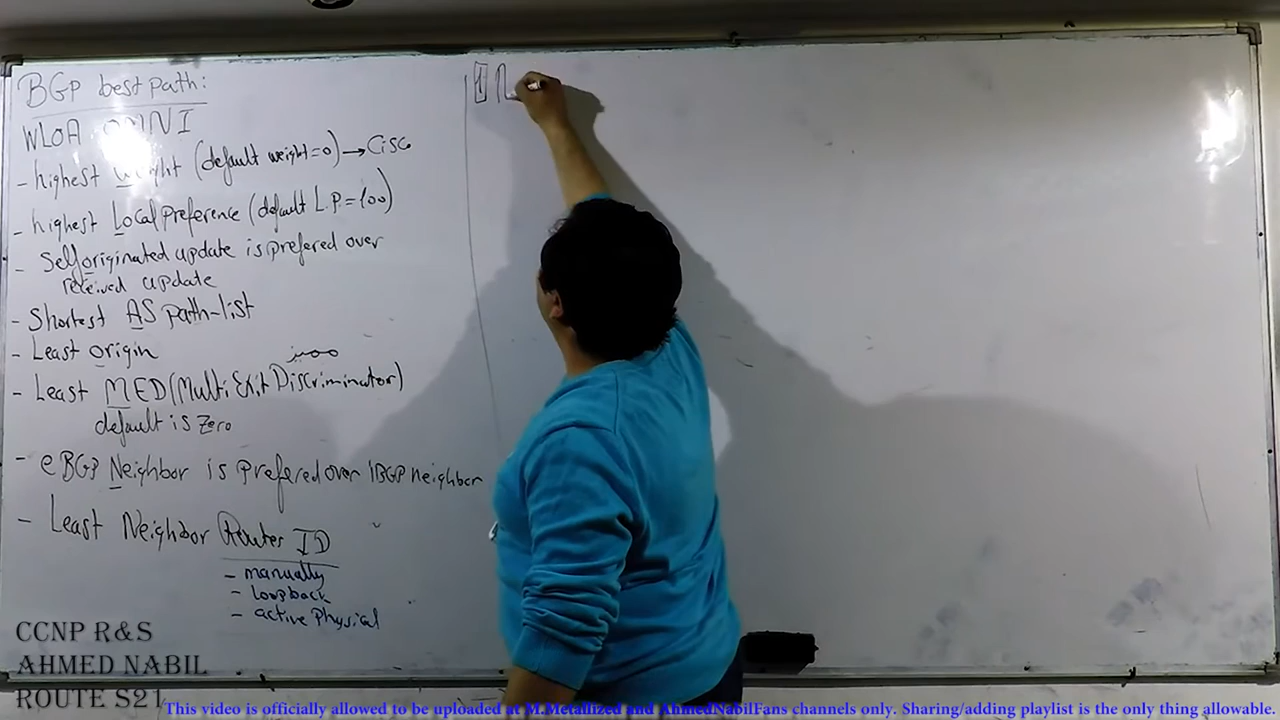 BGP best path:
WLOA
- highest weight (default weight=0) → Cisco
- highest Local preference (default L.P = 100)
- Self originated update is prefered over
received update
- Shortest AS path-list
- Least origin
- Least MED (Multi Exit Discriminator)
default is Zero
- eBGP Neighbor is prefered over IBGP neighbor
- Least Neighbor Router ID
- manually
- loopback
- active physical
1
CCNP R&S
AHMED NABIL
ROUTE S21
This video is officially allowed to be uploaded at M.Metallized and AhmedNabilFans channels only. Sharing/adding playlist is the only thing allowable.